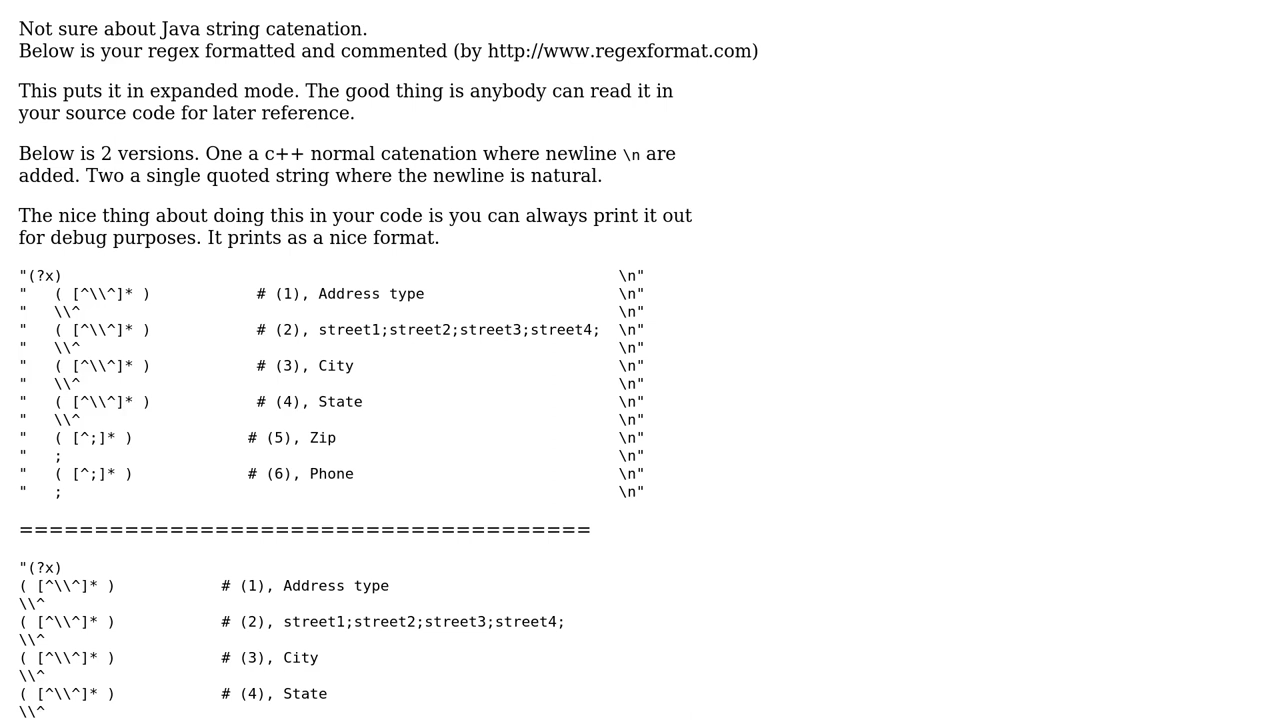 Not sure about Java string catenation.
Below is your regex formatted and commented (by http://www.regexformat.com)
This puts it in expanded mode. The good thing is anybody can read it in
your source code for later reference.
Below is 2 versions. One a c++ normal catenation where newline \n are
added. Two a single quoted string where the newline is natural.
The nice thing about doing this in your code is you can always print it out
for debug purposes. It prints as a nice format.
"(?x)                                                               \n"
"   ( [^\\^]* )            # (1), Address type                      \n"
"   \\^                                                             \n"
"   ( [^\\^]* )            # (2), street1;street2;street3;street4;  \n"
"   \\^                                                             \n"
"   ( [^\\^]* )            # (3), City                              \n"
"   \\^                                                             \n"
"   ( [^\\^]* )            # (4), State                             \n"
"   \\^                                                             \n"
"   ( [^;]* )             # (5), Zip                                \n"
"   ;                                                               \n"
"   ( [^;]* )             # (6), Phone                              \n"
"   ;                                                               \n"
======================================
"(?x)
( [^\\^]* )            # (1), Address type
\\^
( [^\\^]* )            # (2), street1;street2;street3;street4;
\\^
( [^\\^]* )            # (3), City
\\^
( [^\\^]* )            # (4), State
\\^